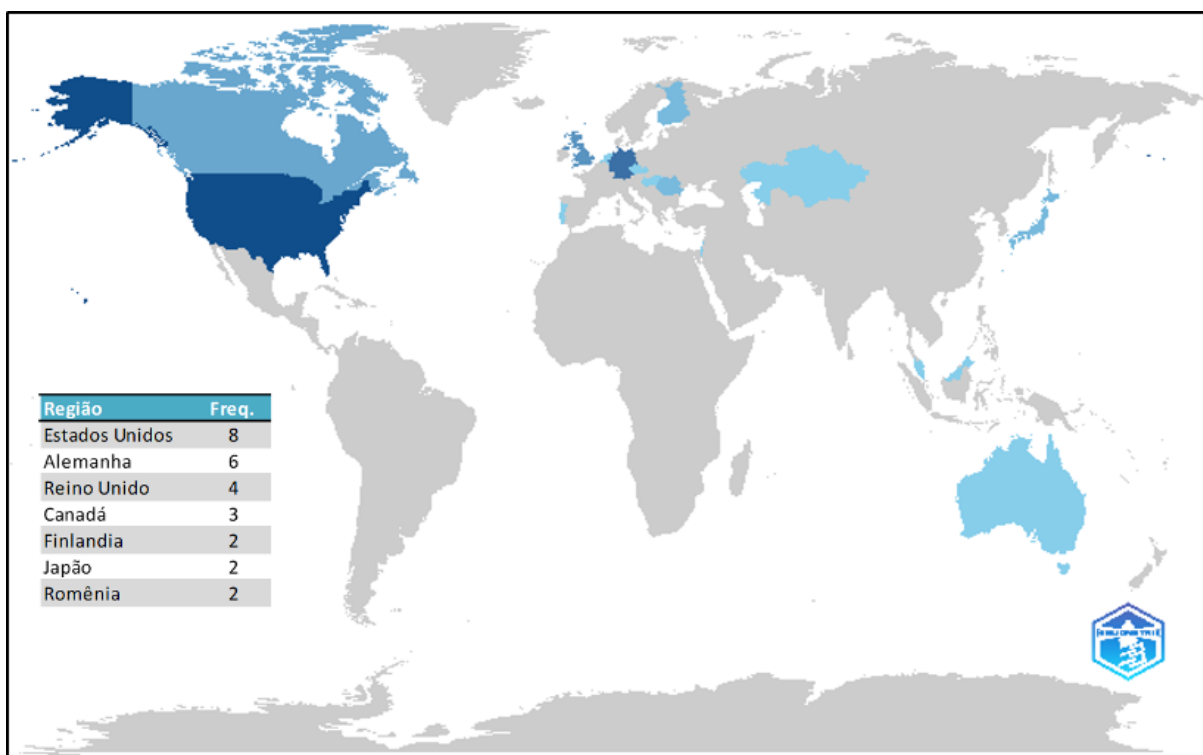 Região Freq.
Estados Unidos 8
Alemanha 6
Reino Unido 4
Canadá 3
Finlandia 2
Japão 2
Romênia 2